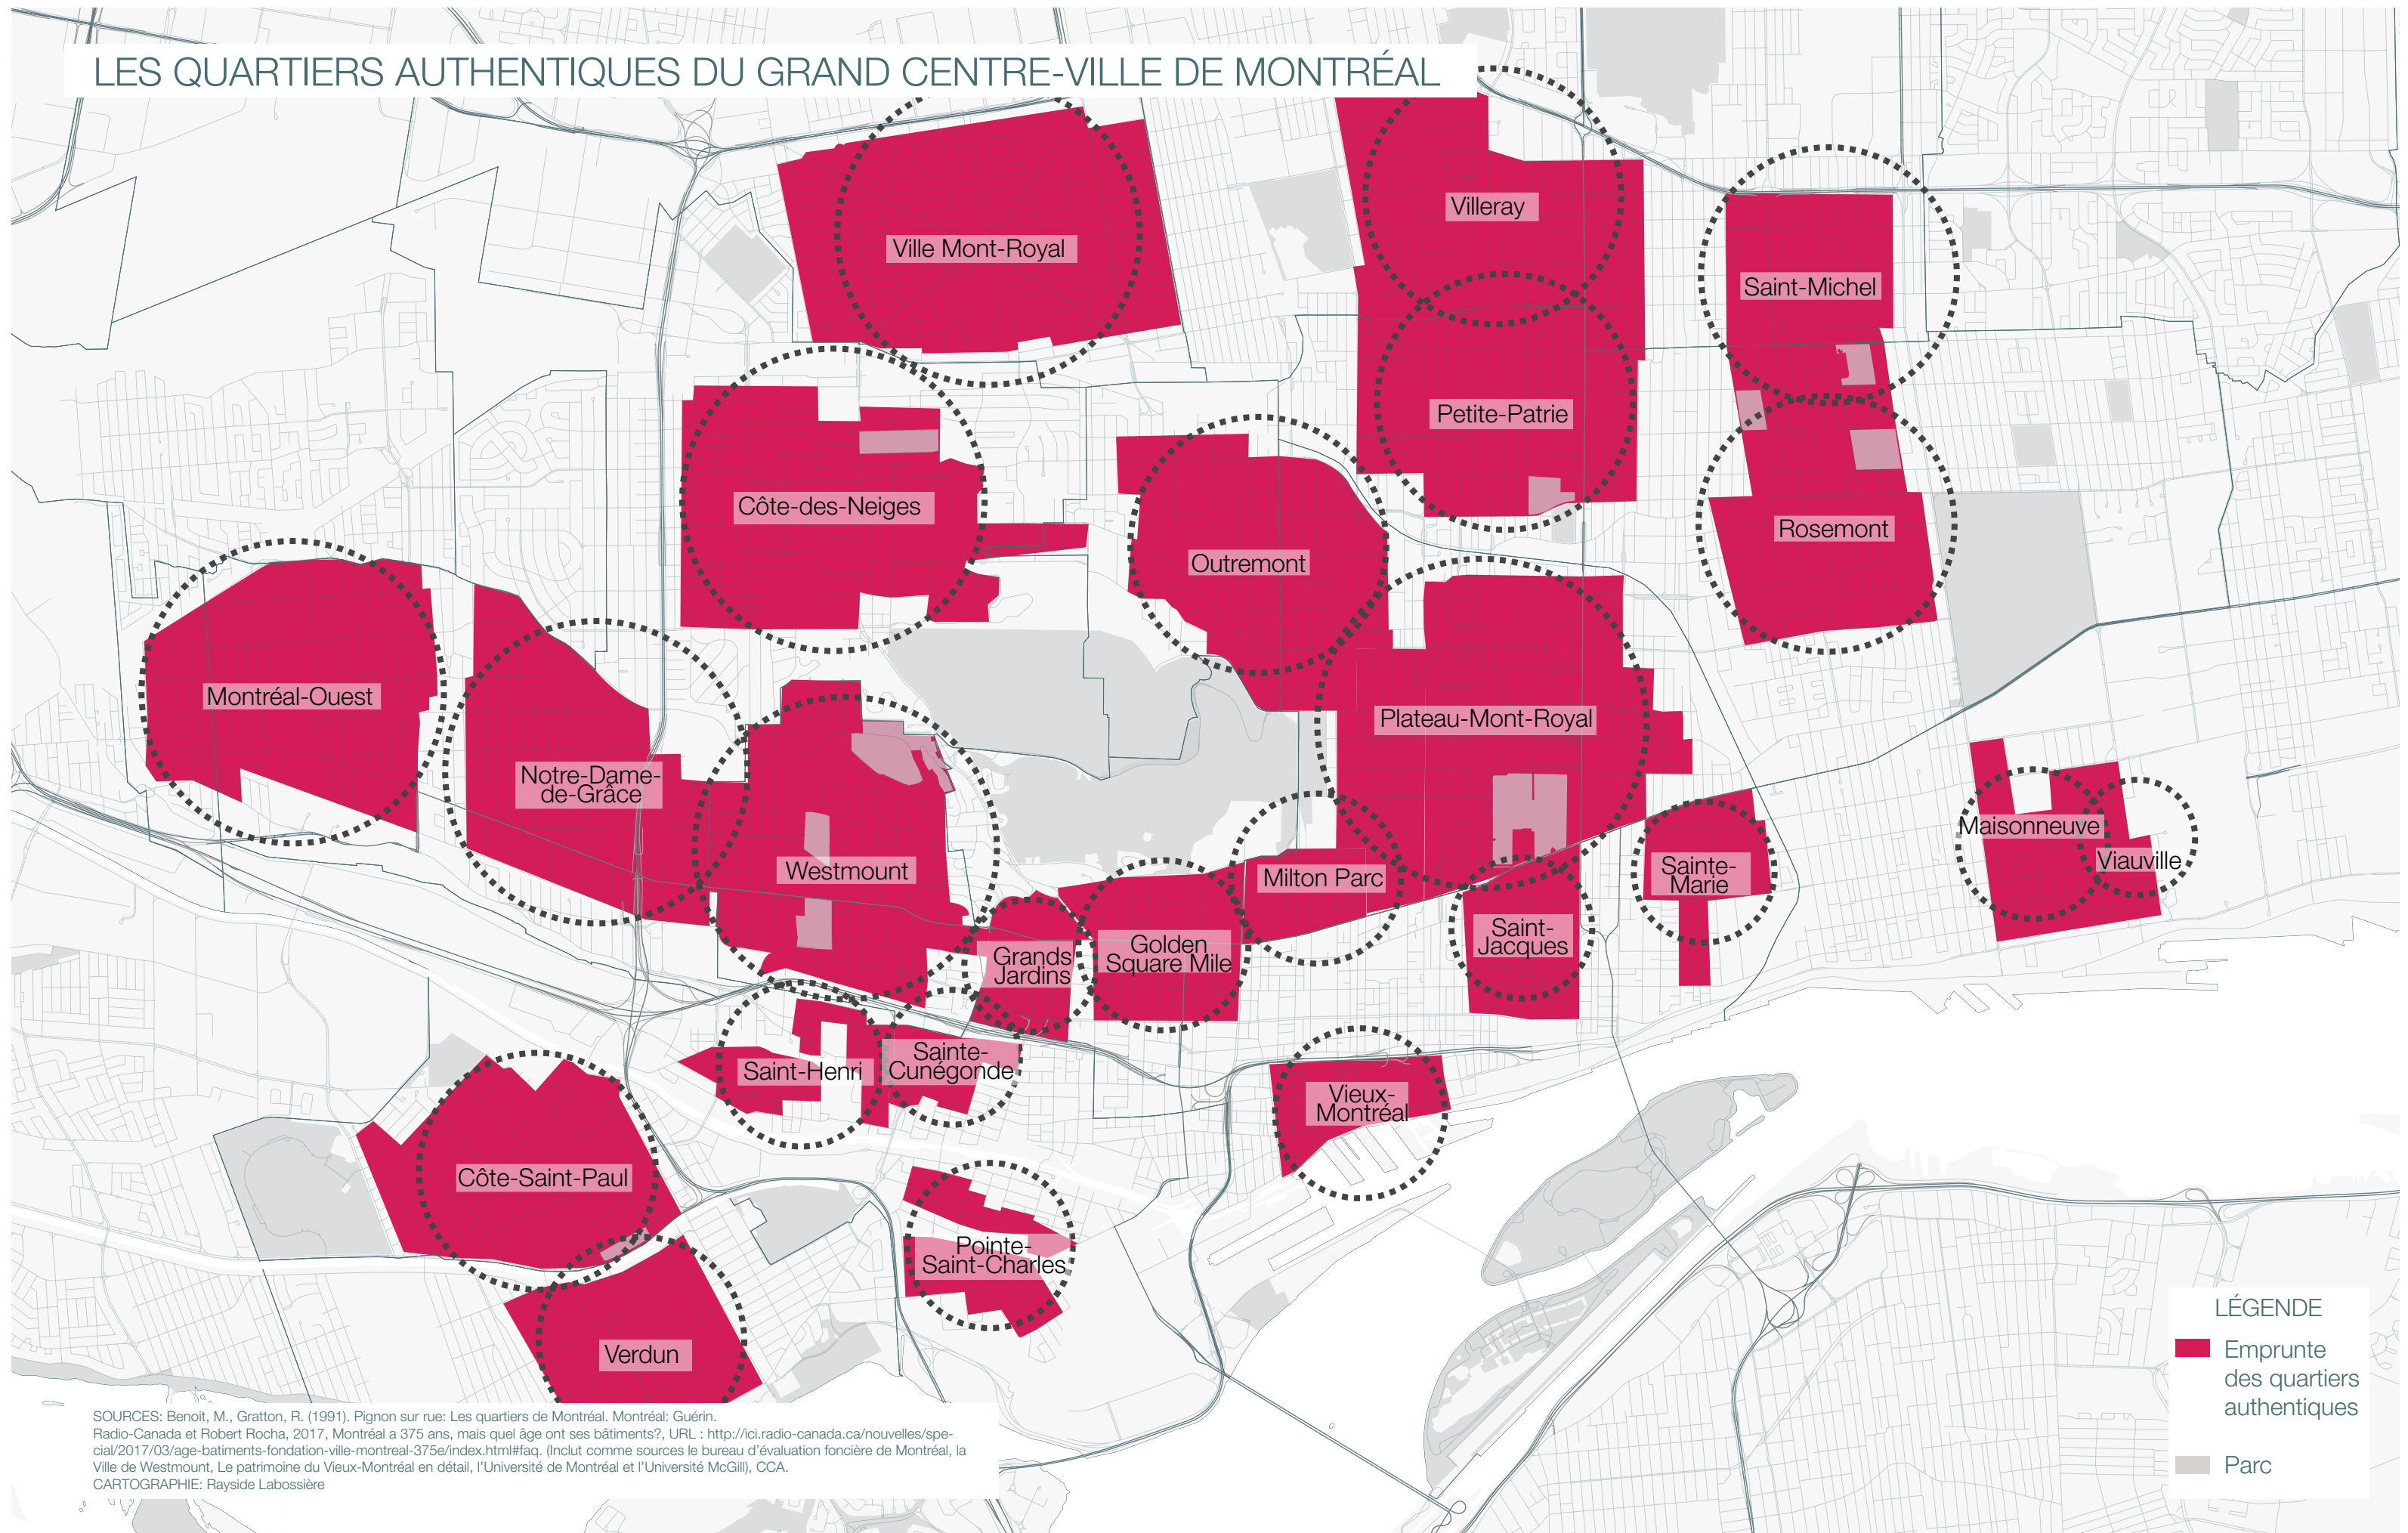 LES QUARTIERS AUTHENTIQUES DU GRAND CENTRE-VILLE DE MONTRÉAL
Villeray
Ville Mont-Royal
Saint-Michel
Petite-Patrie
Côte-des-Neiges
Rosemont
Outremont
Montréal-Ouest
Plateau-Mont-Royal
Notre-Dame-
de-Grâce
Maisonneuve
Viauville
Westmount
Milton Parc
Sainte-
Marie
Saint-
Jacques
Grands
Jardins
Golden
Square Mile
Saint-Henri
Sainte-
Cunégonde
Vieux-
Montréal
Côte-Saint-Paul
Pointe-
Saint-Charles
Verdun
LÉGENDE
Emprunte
des quartiers
authentiques
Parc
SOURCES: Benoit, M., Gratton, R. (1991). Pignon sur rue: Les quartiers de Montréal. Montréal: Guérin.
Radio-Canada et Robert Rocha, 2017, Montréal a 375 ans, mais quel âge ont ses bâtiments?, URL : http://ici.radio-canada.ca/nouvelles/spe-
cial/2017/03/age-batiments-fondation-ville-montreal-375e/index.html#faq. (Inclut comme sources le bureau d'évaluation foncière de Montréal, la
Ville de Westmount, Le patrimoine du Vieux-Montréal en détail, l'Université de Montréal et l'Université McGill), CCA.
CARTOGRAPHIE: Rayside Labossière